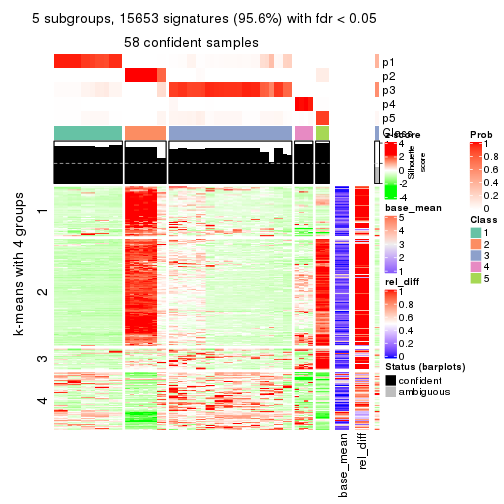 5 subgroups, 15653 signatures (95.6%) with fdr < 0.05
58 confident samples
p1
p2
p3
p4
p5
Class
Silhouette
score
1
2
3
4
k-means with 4 groups
base_mean
rel_diff
z-score
4
2
0
-2
-4
base_mean
5
4
3
2
1
rel_diff
1
0.8
0.6
0.4
0.2
0
Status (barplots)
confident
ambiguous
Prob
1
0.8
0.6
0.4
0.2
0
Class
1
2
3
4
5